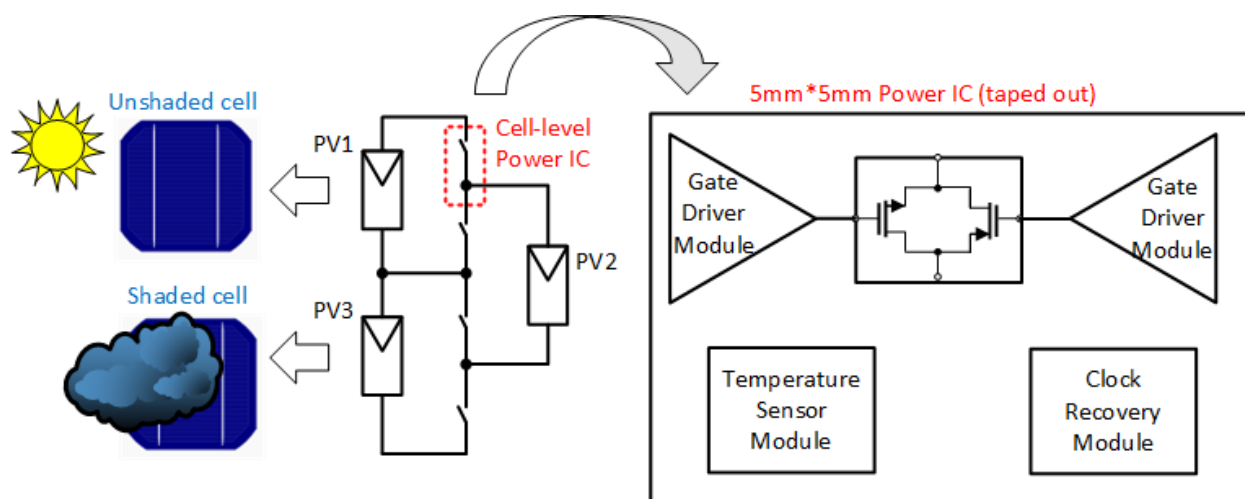 Unshaded cell
PV1
Cell-level
Power IC
PV2
Shaded cell
PV3
5mm*5mm Power IC (taped out)
Gate
Driver
Module
Gate
Driver
Module
Temperature
Sensor
Module
Clock
Recovery
Module